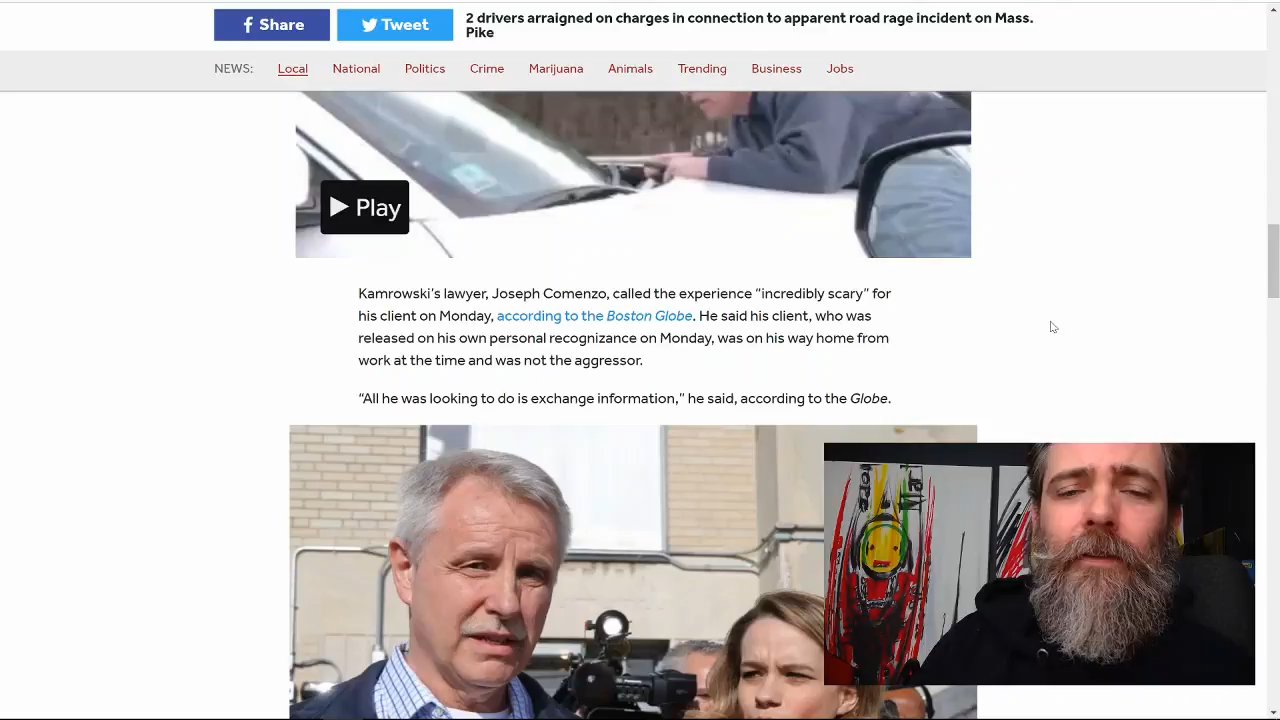 Share
Tweet
2 drivers arraigned on charges in connection to apparent road rage incident on Mass.
Pike
NEWS:
Local
National
Politics
Crime
Marijuana
Animals
Trending
Business
Jobs
Play
Kamrowski’s lawyer, Joseph Comenzo, called the experience “incredibly scary” for
his client on Monday, according to the Boston Globe. He said his client, who was
released on his own personal recognizance on Monday, was on his way home from
work at the time and was not the aggressor.
“All he was looking to do is exchange information,” he said, according to the Globe.